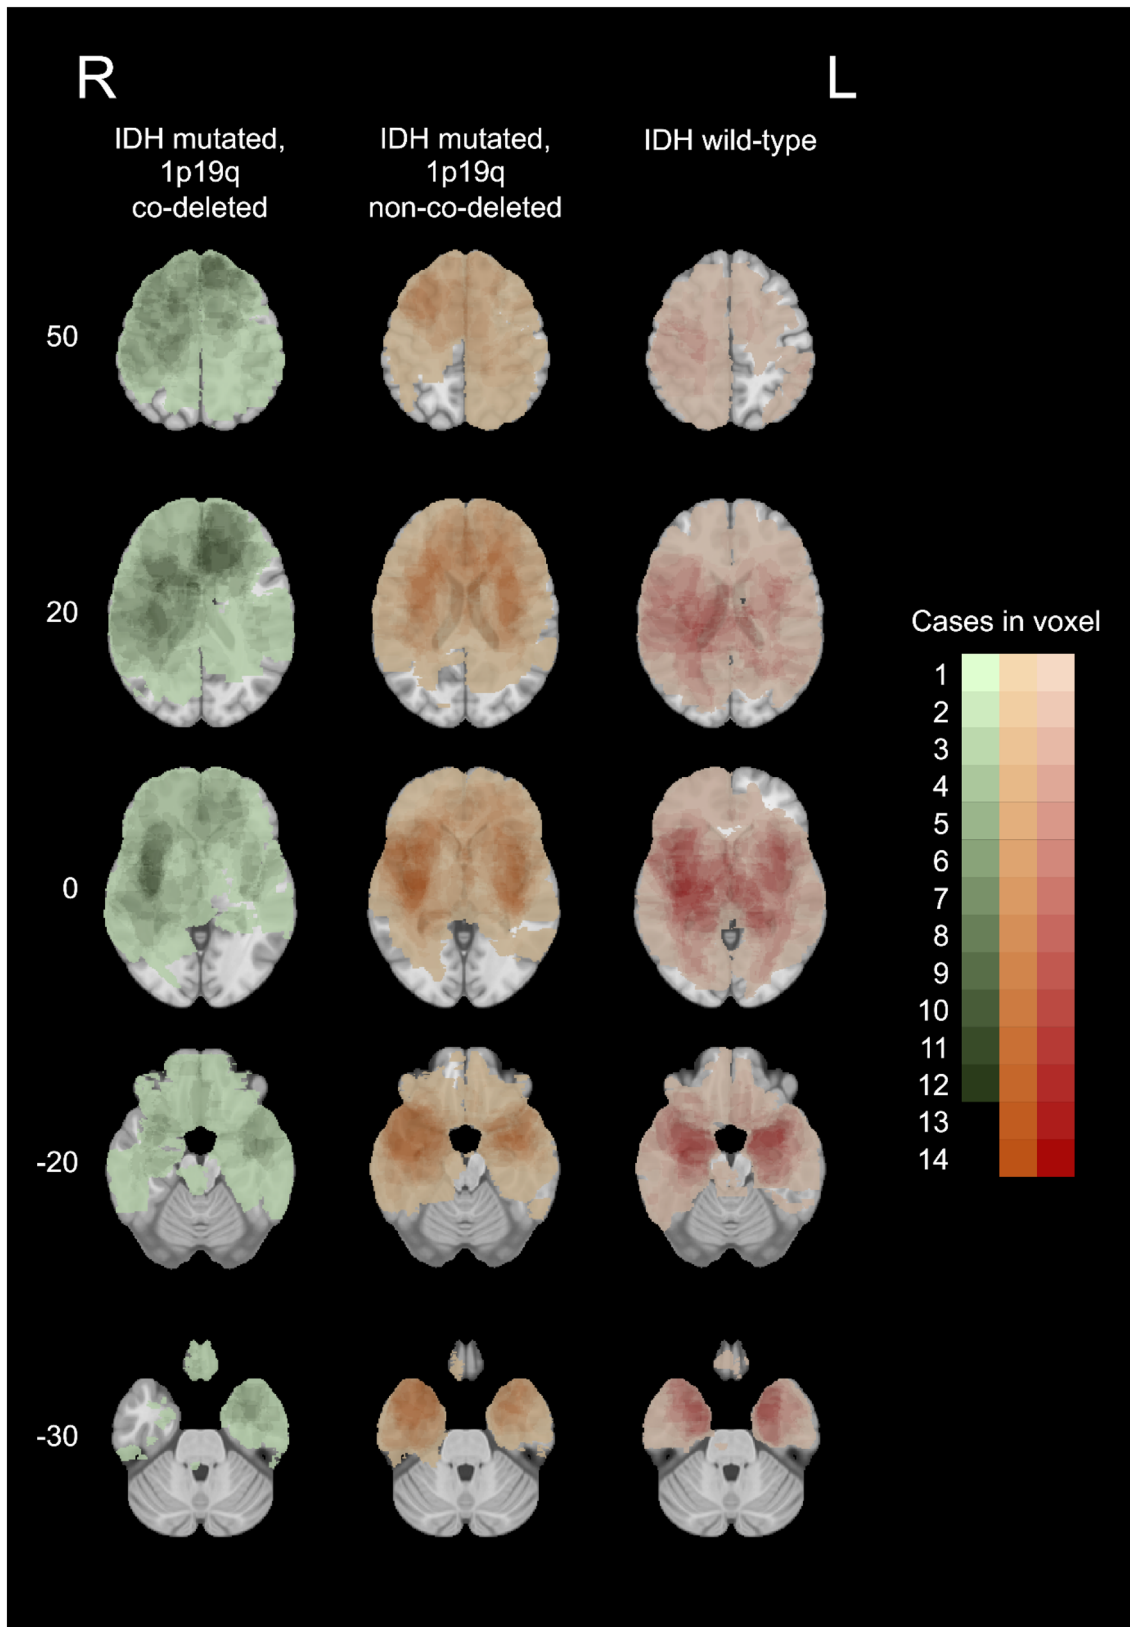 R
L
IDH mutated,
1p19q
co-deleted
IDH mutated,
1p19q
non-co-deleted
IDH wild-type
50
20
0
-20
-30
Cases in voxel
1
2
3
4
5
6
7
8
9
10
11
12
13
14